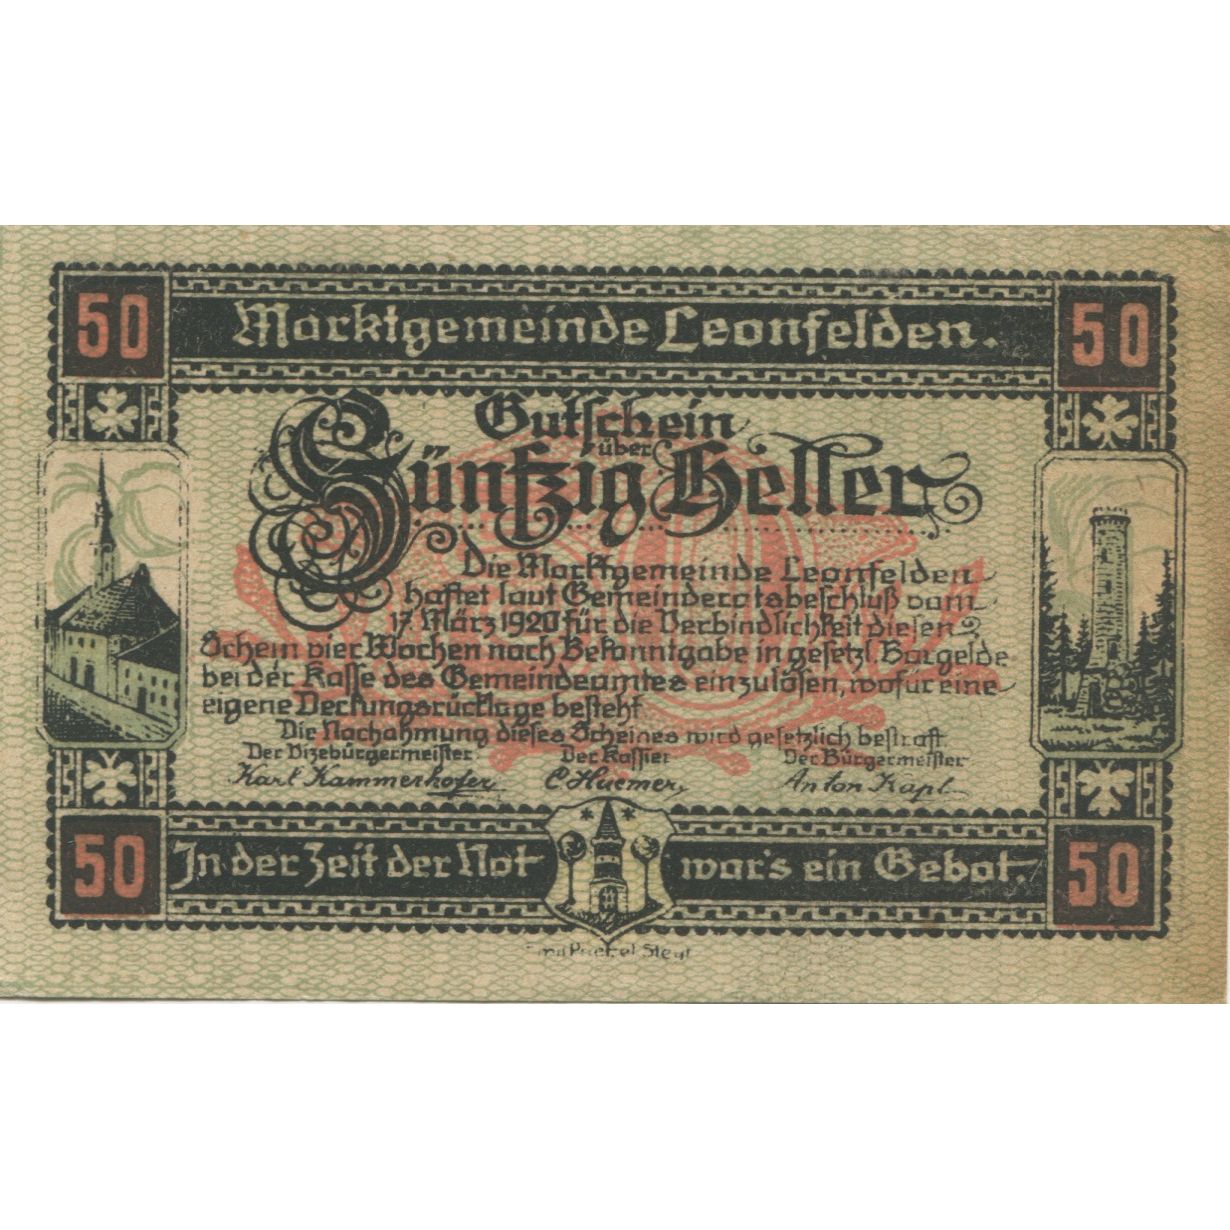 50 Marktgemeinde Leonfelden. 50
Gutschein
über
Fünfzig Heller
Die Marktgemeinde Leonfelden
haftet laut Gemeinderatsbeschluß vom
17. März 1920 für die Verbindlichkeit diesen
Schein vier Wochen nach Bekanntgabe in gesetzl. Bargelde
bei der Kasse des Gemeindeamtes einzulösen, wofür eine
eigene Deckungsrücklage besteht
Die Nachahmung dieses Scheines wird gesetzlich bestraft
Der Vizebürgermeister Der Kassier Der Bürgermeister
Karl Kammerhofer C Huemer Anton Kapl
50 In der Zeit der Not war's ein Gebot. 50